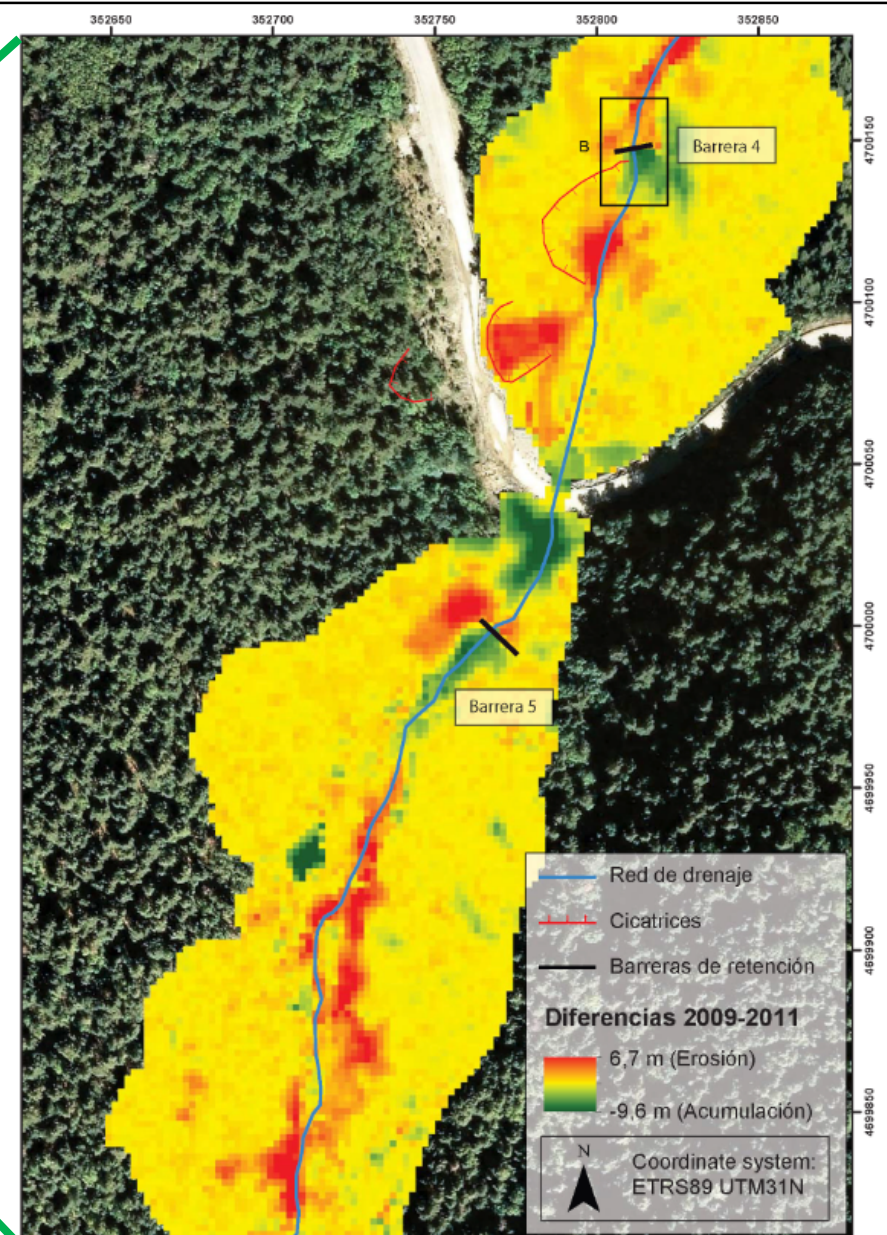 352650
352700
352750
352800
352850
4700150
B
Barrera 4
4700100
4700050
4700000
Barrera 5
4699950
4699900
4699850
Red de drenaje
Cicatrices
Barreras de retención
Diferencias 2009-2011
6,7 m (Erosión)
-9,6 m (Acumulación)
N
Coordinate system:
ETRS89 UTM31N